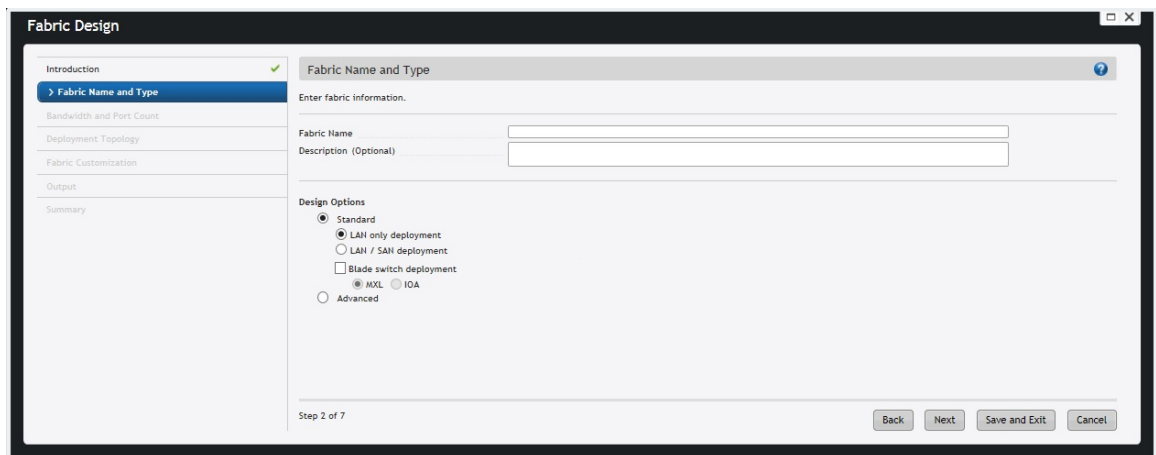 Fabric Design
Introduction
> Fabric Name and Type
Bandwidth and Port Count
Deployment Topology
Fabric Customization
Output
Summary
Fabric Name and Type
?
Enter fabric information.
Fabric Name
Description (Optional)
Design Options
Standard
LAN only deployment
LAN / SAN deployment
Blade switch deployment
MXL IOA
Advanced
Step 2 of 7
Back Next Save and Exit Cancel